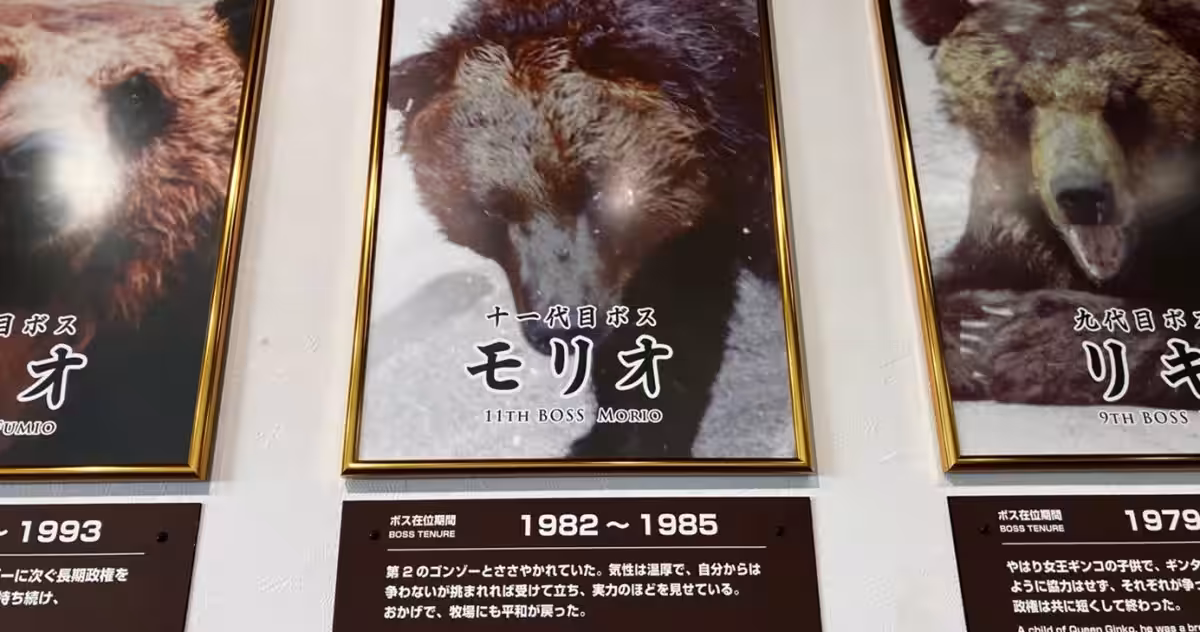 目ボス
オ
FUMIO
~ 1993
ーに次ぐ長期政権を
持ち続け、
十一代目ボス
モリオ
11TH BOSS MORIO
ボス在位期間
BOSS TENURE
1982 ~ 1985
第2のゴンゾーとささやかれていた。気性は温厚で、自分からは
争わないが挑まれれば受けて立ち、実力のほどを見せている。
おかげで、牧場にも平和が戻った。
九代目ボス
リキ
9TH BOSS
ボス在位期間
BOSS TENURE
1979
やはり女王ギンコの子供で、ギンタ
ように協力はせず、それぞれが争っ
政権は共に短くして終わった。
A child of Queen Ginko, he was a